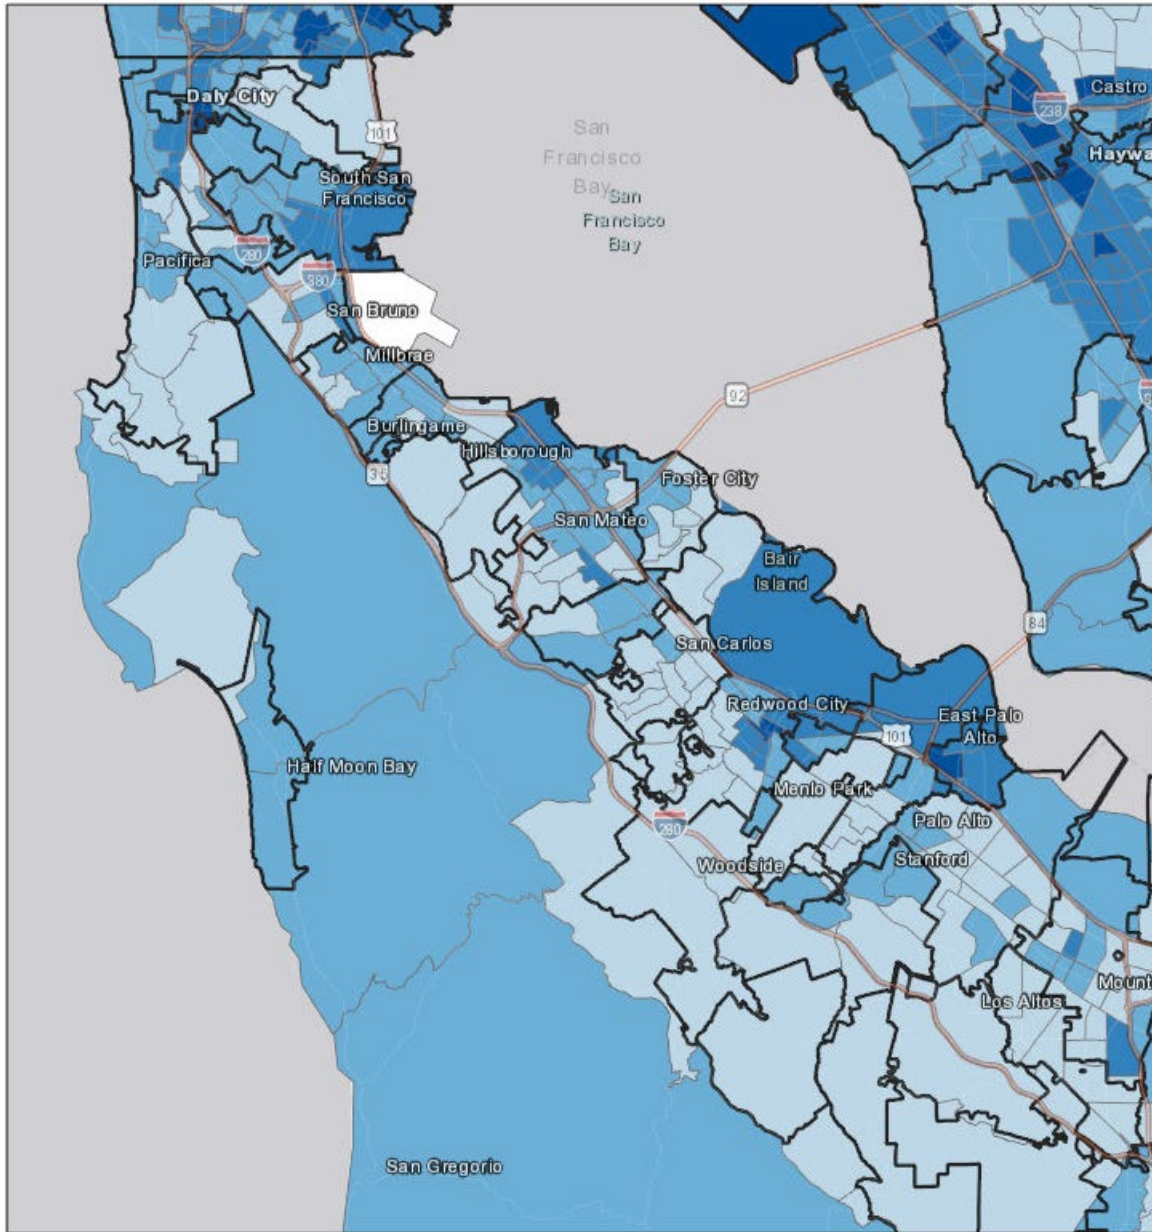 Castro
238
Daly City
101
San
Francisco
Bay
Haywa
South San
Francisco
San
Francisco
Bay
280
Pacifica
380
San Bruno
Millbrae
92
Burlingame
Hillsborough
35
Foster City
San Mateo
Bair
Island
84
San Carlos
Redwood City
East Palo
Alto
101
Half Moon Bay
Menlo Park
280
Palo Alto
Stanford
Woodside
Mount
Los Altos
San Gregorio